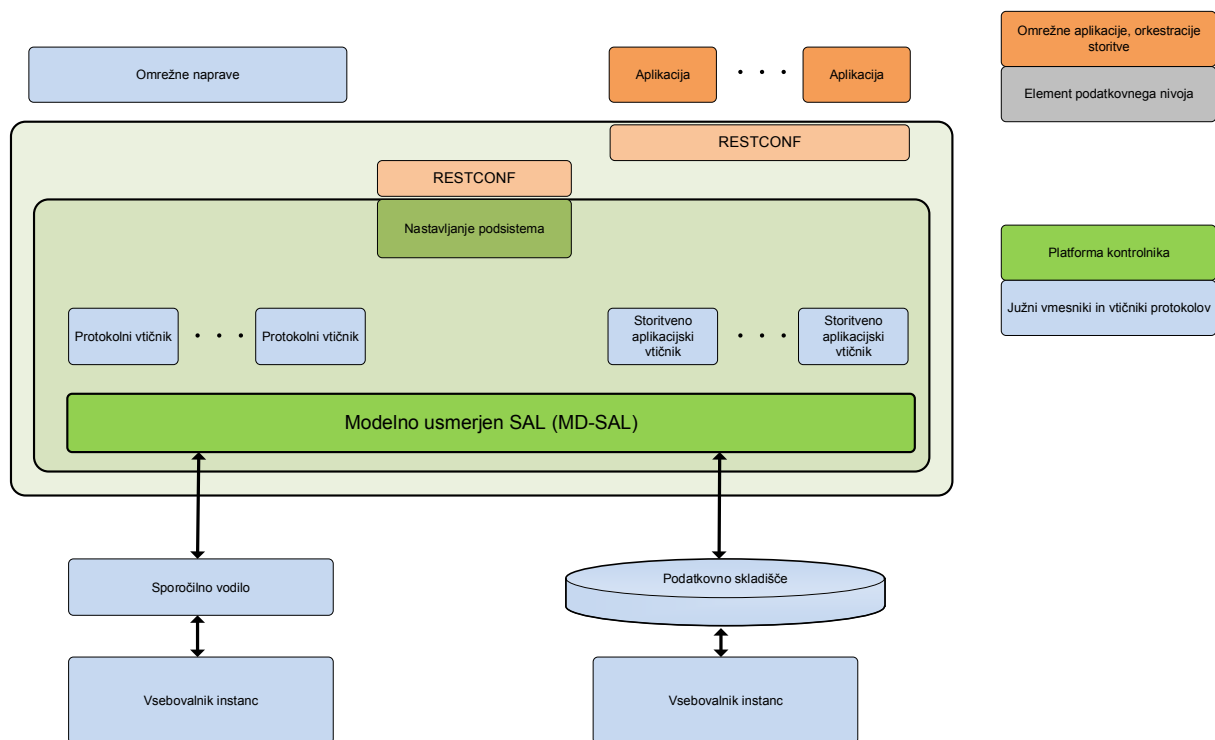 Omrežne naprave
Aplikacija
Aplikacija
Omrežne aplikacije, orkestracije
storitve
Element podatkovnega nivoja
RESTCONF
RESTCONF
Nastavljanje podsistema
Platforma kontrolnika
Južni vmesniki in vtičniki protokolov
Protokolni vtičnik
Protokolni vtičnik
Storitveno
aplikacijski
vtičnik
Storitveno
aplikacijski
vtičnik
Modelno usmerjen SAL (MD-SAL)
Sporočilno vodilo
Podatkovno skladišče
Vsebovalnik instanc
Vsebovalnik instanc